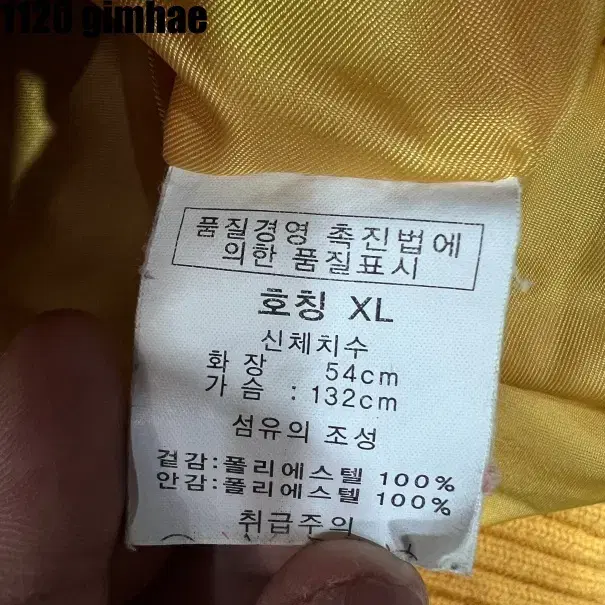 1120 gimhae
품질경영 촉진법에
의한 품질표시
호칭 XL
신체치수
화 장 54cm
가 슴 : 132cm
섬유의 조성
겉감:폴리에스텔 100%
안감:폴리에스텔 100%
취급주의